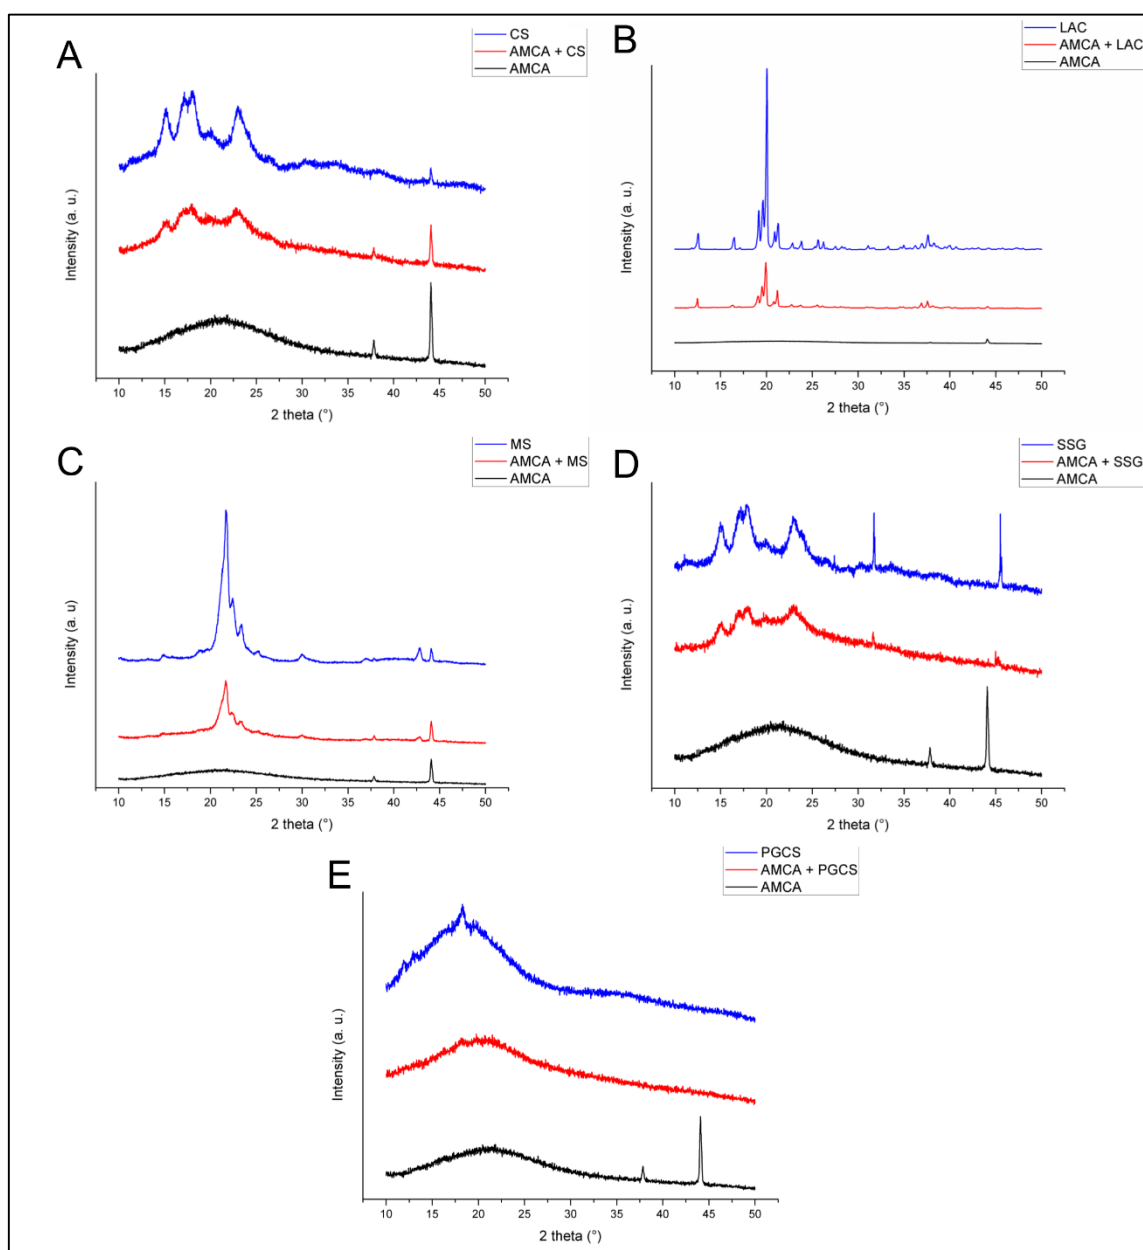 A
CS
AMCA + CS
AMCA
Intensity (a. u.)
10 15 20 25 30 35 40 45 50
2 theta (°)
B
LAC
AMCA + LAC
AMCA
Intensity (a. u.)
10 15 20 25 30 35 40 45 50
2 theta (°)
C
MS
AMCA + MS
AMCA
Intensity (a. u)
10 15 20 25 30 35 40 45 50
2 theta (°)
D
SSG
AMCA + SSG
AMCA
Intensity (a. u.)
10 15 20 25 30 35 40 45 50
2 theta (°)
E
PGCS
AMCA + PGCS
AMCA
Intensity (a. u.)
10 15 20 25 30 35 40 45 50
2 theta (°)